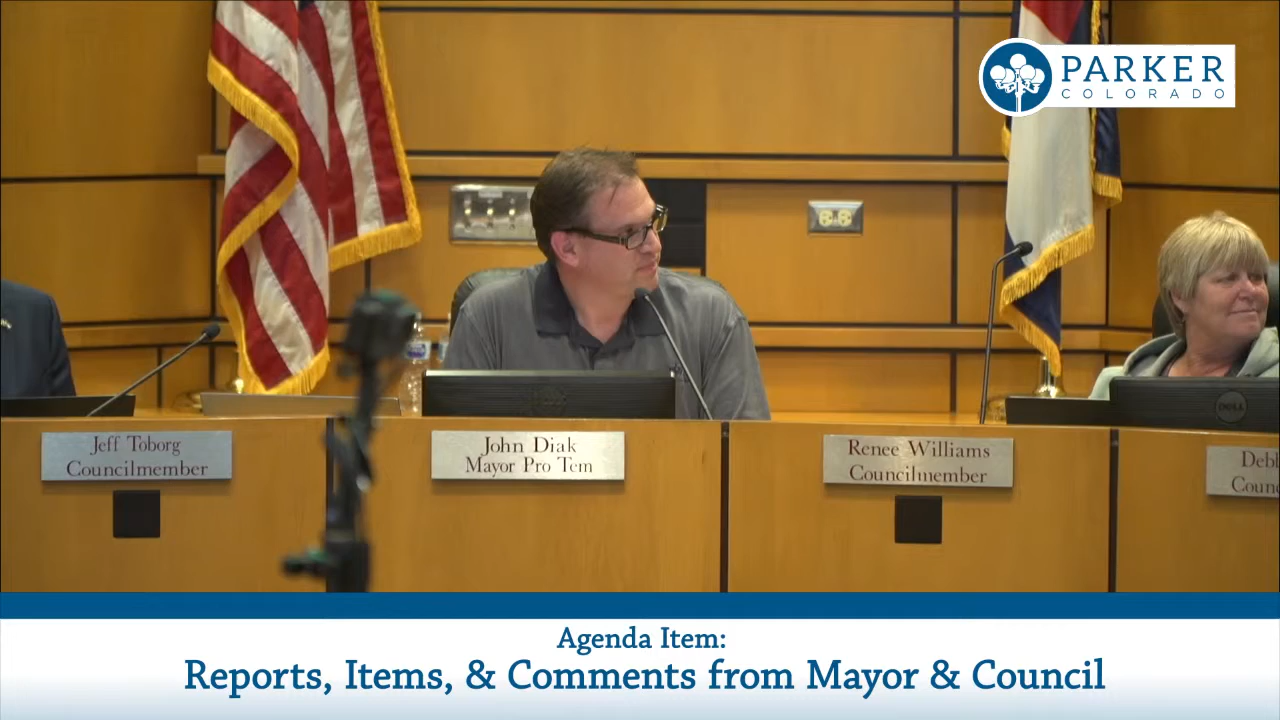 PARKER
COLORADO
Jeff Toborg
Councilmember
John Diak
Mayor Pro Tem
Renee Williams
Councilmember
DELL
Agenda Item:
Reports, Items, & Comments from Mayor & Council